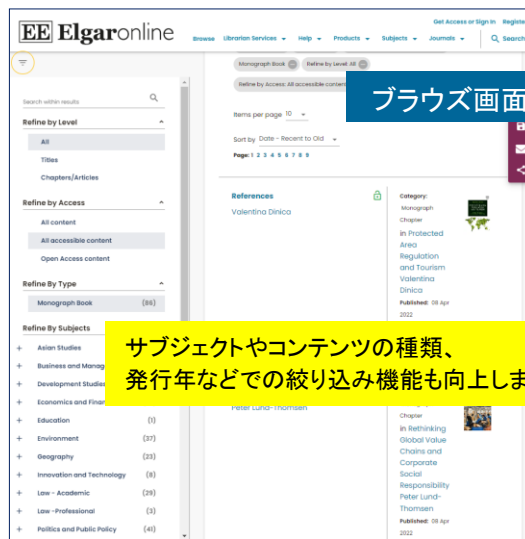 Get Access or Sign In Register
EE Elgaronline
Browse Librarian Services Help Products Subjects Journals Search
Monograph Book Refine by Level: All
Refine by Access: All accessible content
ブラウズ画面
Search within results
Items per page 10
Refine by Level
All
Sort by Date - Recent to Old
Titles
Page: 1 2 3 4 5 6 7 8 9
Chapters/Articles
Refine by Access
All content
All accessible content
Open Access content
Refine By Type
Monograph Book (86)
Refine By Subjects
+ Asian Studies
+ Business and Manag
+ Development Studies
+ Economics and Finan
+ Education (1)
+ Environment (37)
+ Geography (23)
+ Innovation and Technology (8)
+ Law - Academic (29)
+ Law -Professional (3)
+ Politics and Public Policy (41)
References
Valentina Dinica
Category:
Monograph
Chapter
in Protected
Area
Regulation
and Tourism
Valentina
Dinica
Published: 08 Apr
2022
サブジェクトやコンテンツの種類、
発行年などでの絞り込み機能も向上しま
Peter Lund-Thomsen
Chapter
in Rethinking
Global Value
Chains and
Corporate
Social
Responsibility
Peter Lund-
Thomsen
Published: 08 Apr
2022